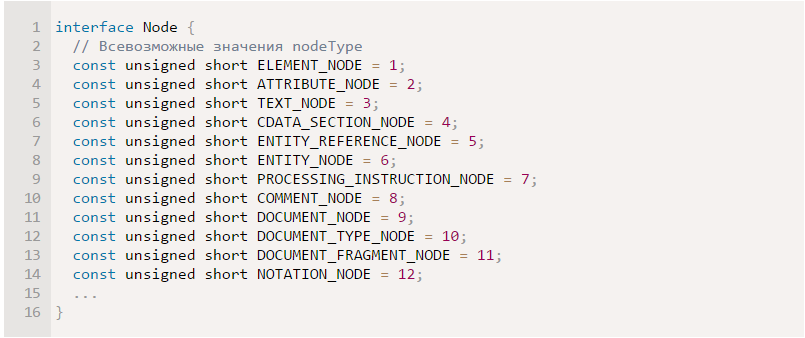 1 interface Node {
2 // Всевозможные значения nodeType
3 const unsigned short ELEMENT_NODE = 1;
4 const unsigned short ATTRIBUTE_NODE = 2;
5 const unsigned short TEXT_NODE = 3;
6 const unsigned short CDATA_SECTION_NODE = 4;
7 const unsigned short ENTITY_REFERENCE_NODE = 5;
8 const unsigned short ENTITY_NODE = 6;
9 const unsigned short PROCESSING_INSTRUCTION_NODE = 7;
10 const unsigned short COMMENT_NODE = 8;
11 const unsigned short DOCUMENT_NODE = 9;
12 const unsigned short DOCUMENT_TYPE_NODE = 10;
13 const unsigned short DOCUMENT_FRAGMENT_NODE = 11;
14 const unsigned short NOTATION_NODE = 12;
15 ...
16 }